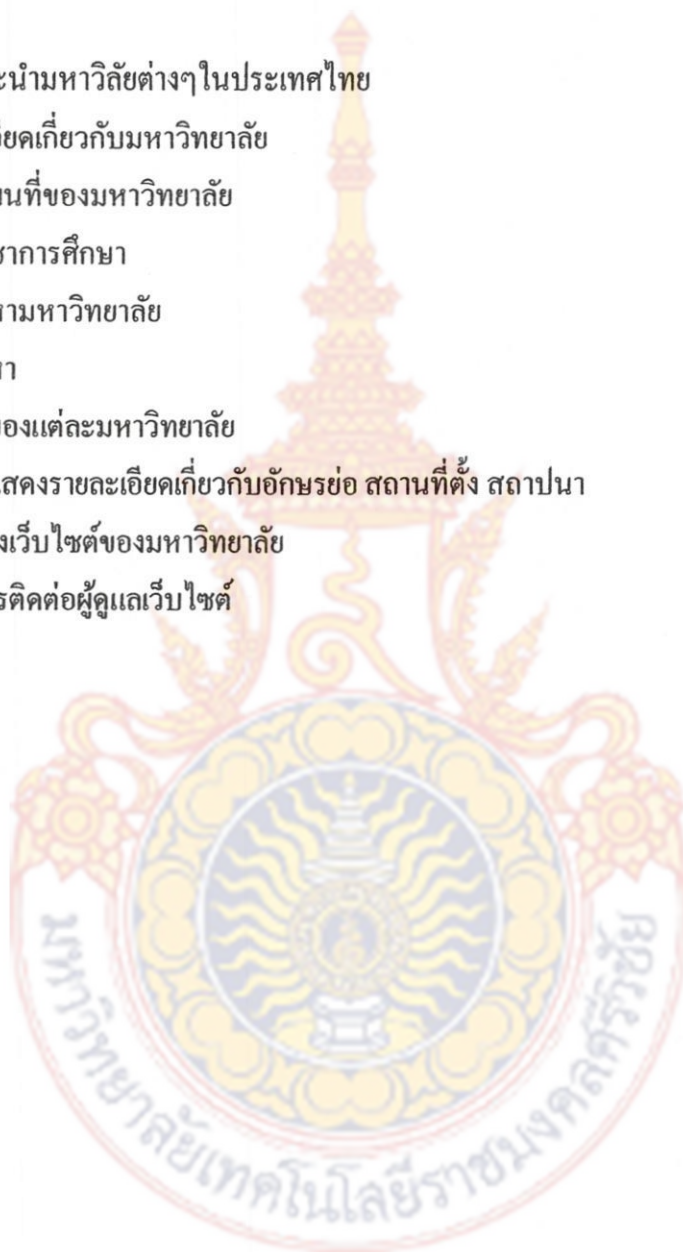 ะนำมหาวิลัยต่างๆในประเทศไทย
ียดเกี่ยวกับมหาวิทยาลัย
นที่ของมหาวิทยาลัย
ชาการศึกษา
หามหาวิทยาลัย
หา
ของแต่ละมหาวิทยาลัย
แสดงรายละเอียดเกี่ยวกับอักษรย่อ สถานที่ตั้ง สถาปนา
งเว็บไซต์ของมหาวิทยาลัย
รติดต่อผู้ดูแลเว็บไซต์
มหาวิทยาลัยเทคโนโลยีราชมงคลศรีวิชัย